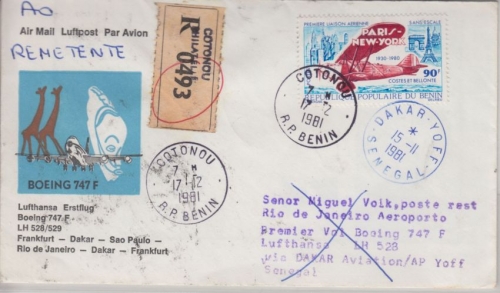 AO
Air Mail Luftpost Par Avion
REMETENTE
R
COTONOU
0493
PREMIERE LIAISON AERIENNE SANS ESCALE
PARIS-
NEW-YORK
1930-1980
COSTES et BELLONTE
90f
REPUBLIQUE POPULAIRE DU BENIN
COTONOU
17-12
1981
R.P. BENIN
S-DAKAR-YOFF
*
15-11
1981
SENEGAL
COTONOU
7 H
17-12
1981
R.P. BENIN
BOEING 747 F
Lufthansa Erstflug
Boeing 747 F
LH 528/529
Frankfurt – Dakar – Sao Paulo –
Rio de Janeiro – Dakar – Frankfurt
Senor Miguel Volk,poste rest
Rio de Janeiro Aeroporto
Premier Vol Boeing 747 F
Lufthansa LH 528
via DAKAR Aviation/AP Yoff
Senegal